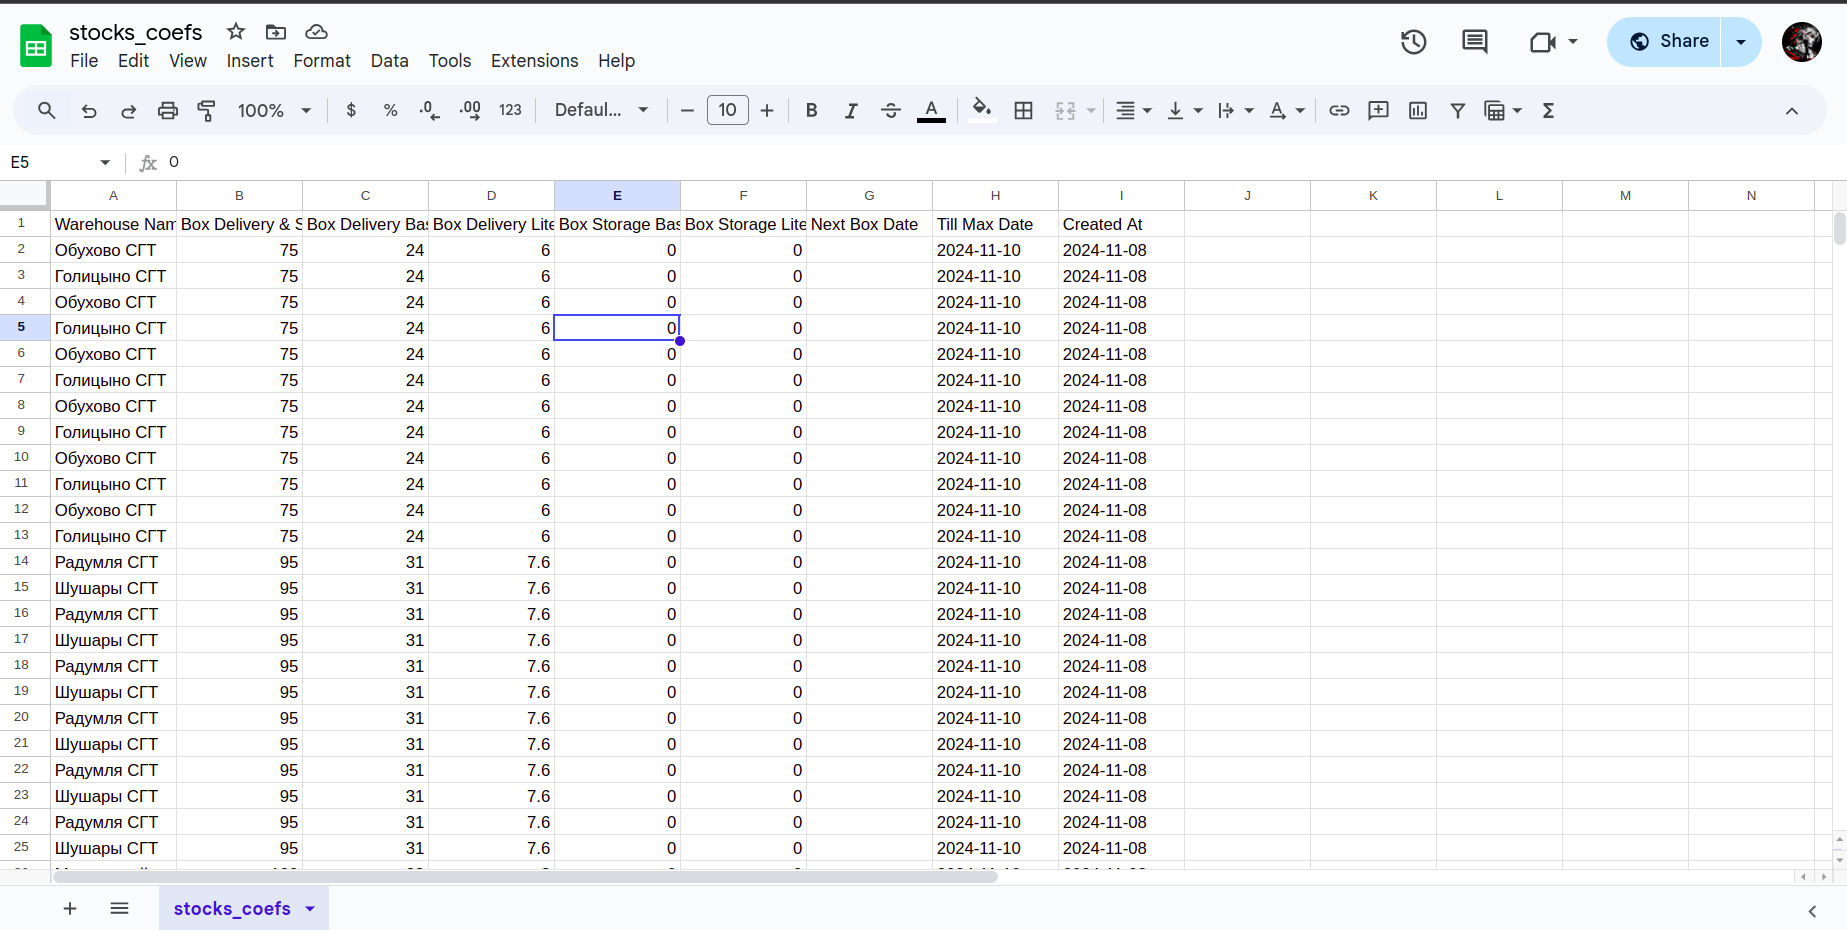 stocks_coefs
File Edit View Insert Format Data Tools Extensions Help
Share
100% $ % .0 .00 123 Defaul... 10 B I A A Σ
E5 fx 0
A B C D E F G H I J K L M N
1 Warehouse Nam Box Delivery & S Box Delivery Bas Box Delivery Lite Box Storage Bas Box Storage Lite Next Box Date Till Max Date Created At
2 Обухово СГТ 75 24 6 0 0 2024-11-10 2024-11-08
3 Голицыно СГТ 75 24 6 0 0 2024-11-10 2024-11-08
4 Обухово СГТ 75 24 6 0 0 2024-11-10 2024-11-08
5 Голицыно СГТ 75 24 6 0 0 2024-11-10 2024-11-08
6 Обухово СГТ 75 24 6 0 0 2024-11-10 2024-11-08
7 Голицыно СГТ 75 24 6 0 0 2024-11-10 2024-11-08
8 Обухово СГТ 75 24 6 0 0 2024-11-10 2024-11-08
9 Голицыно СГТ 75 24 6 0 0 2024-11-10 2024-11-08
10 Обухово СГТ 75 24 6 0 0 2024-11-10 2024-11-08
11 Голицыно СГТ 75 24 6 0 0 2024-11-10 2024-11-08
12 Обухово СГТ 75 24 6 0 0 2024-11-10 2024-11-08
13 Голицыно СГТ 75 24 6 0 0 2024-11-10 2024-11-08
14 Радумля СГТ 95 31 7.6 0 0 2024-11-10 2024-11-08
15 Шушары СГТ 95 31 7.6 0 0 2024-11-10 2024-11-08
16 Радумля СГТ 95 31 7.6 0 0 2024-11-10 2024-11-08
17 Шушары СГТ 95 31 7.6 0 0 2024-11-10 2024-11-08
18 Радумля СГТ 95 31 7.6 0 0 2024-11-10 2024-11-08
19 Шушары СГТ 95 31 7.6 0 0 2024-11-10 2024-11-08
20 Радумля СГТ 95 31 7.6 0 0 2024-11-10 2024-11-08
21 Шушары СГТ 95 31 7.6 0 0 2024-11-10 2024-11-08
22 Радумля СГТ 95 31 7.6 0 0 2024-11-10 2024-11-08
23 Шушары СГТ 95 31 7.6 0 0 2024-11-10 2024-11-08
24 Радумля СГТ 95 31 7.6 0 0 2024-11-10 2024-11-08
25 Шушары СГТ 95 31 7.6 0 0 2024-11-10 2024-11-08
stocks_coefs